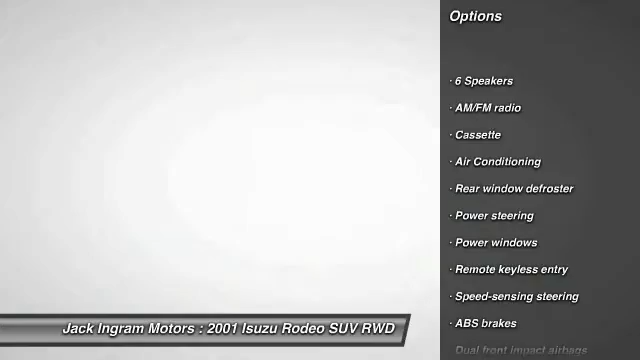 Options
· 6 Speakers
· AM/FM radio
· Cassette
· Air Conditioning
· Rear window defroster
· Power steering
· Power windows
· Remote keyless entry
· Speed-sensing steering
· ABS brakes
· Dual front impact airbags
Jack Ingram Motors : 2001 Isuzu Rodeo SUV RWD